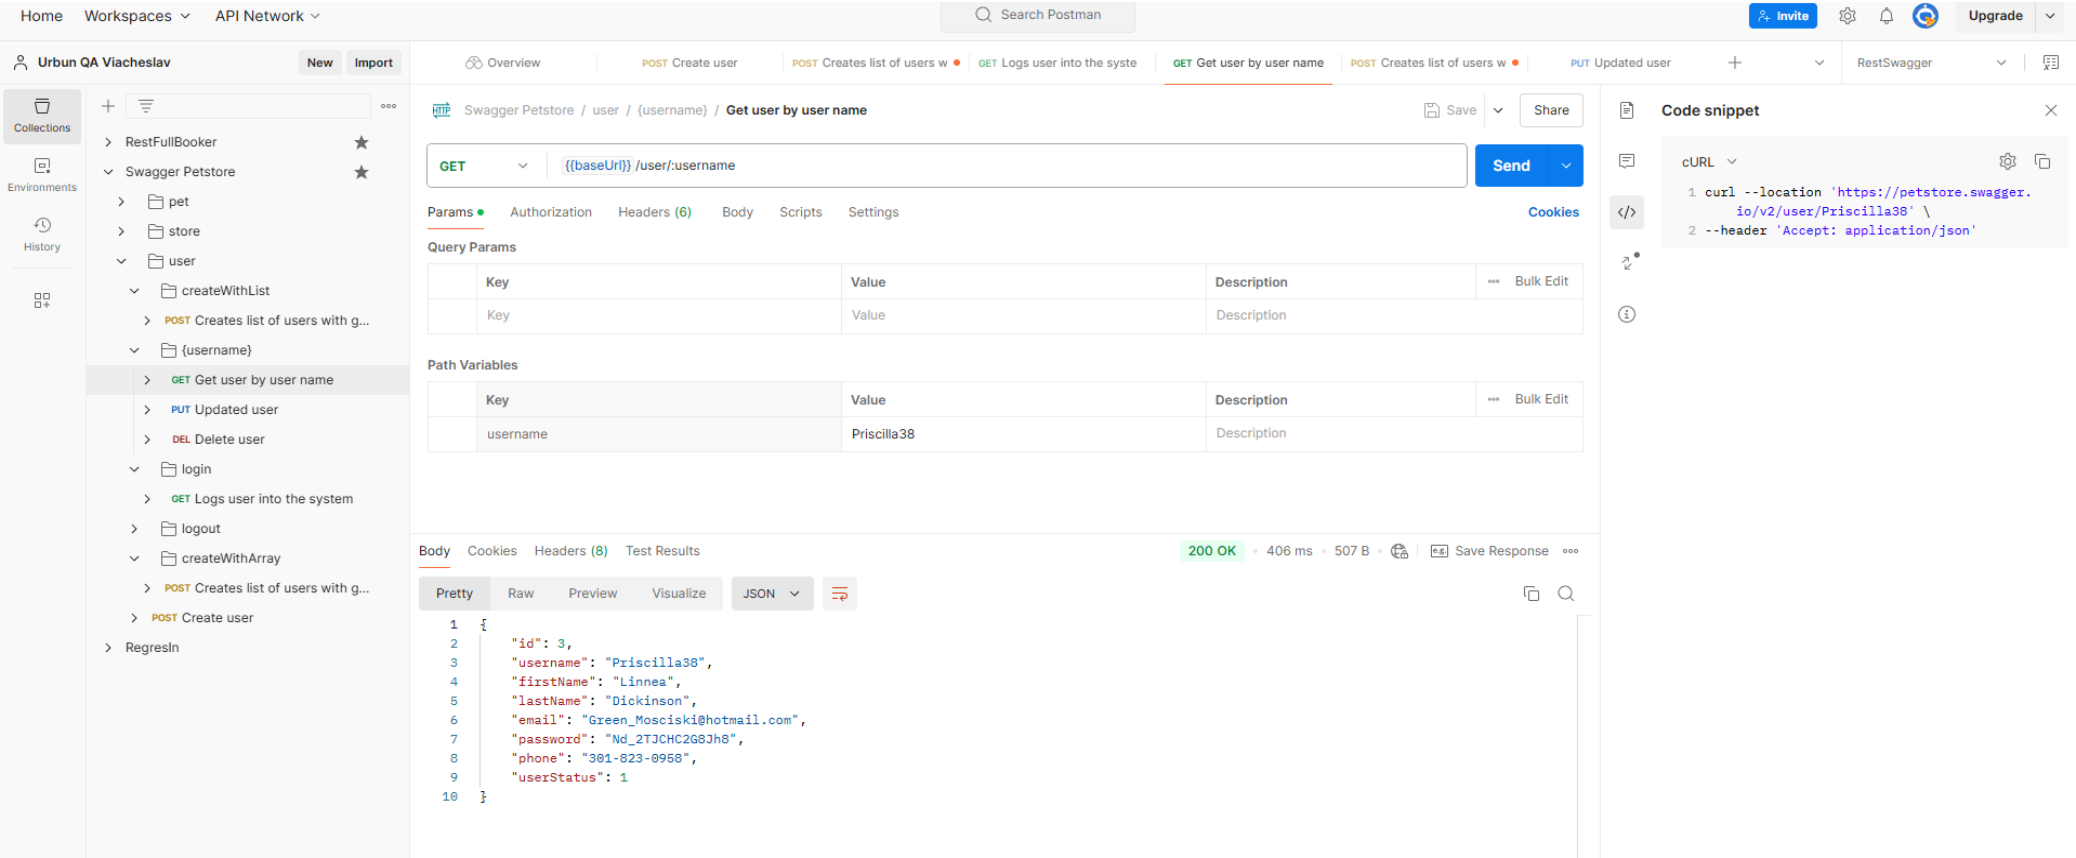 Home Workspaces API Network Search Postman Invite Upgrade
Urbun QA Viacheslav New Import Overview POST Create user POST Creates list of users w GET Logs user into the syste GET Get user by user name POST Creates list of users w PUT Updated user RestSwagger
Collections
Environments
History
RestFullBooker
Swagger Petstore
pet
store
user
createWithList
POST Creates list of users with g...
{username}
GET Get user by user name
PUT Updated user
DEL Delete user
login
GET Logs user into the system
logout
createWithArray
POST Creates list of users with g...
POST Create user
RegresIn
HTTP Swagger Petstore / user / {username} / Get user by user name Save Share
GET {{baseUrl}} /user/:username Send
Params Authorization Headers (6) Body Scripts Settings Cookies
Query Params
Key Value Description Bulk Edit
Key Value Description
Path Variables
Key Value Description Bulk Edit
username Priscilla38 Description
Body Cookies Headers (8) Test Results 200 OK 406 ms 507 B e.g. Save Response
Pretty Raw Preview Visualize JSON
1 {
2 "id": 3,
3 "username": "Priscilla38",
4 "firstName": "Linnea",
5 "lastName": "Dickinson",
6 "email": "Green_Mosciski@hotmail.com",
7 "password": "Nd_2TJCHC2G8Jh8",
8 "phone": "301-823-0958",
9 "userStatus": 1
10 }
Code snippet
cURL
1 curl --location 'https://petstore.swagger.
io/v2/user/Priscilla38' \
2 --header 'Accept: application/json'